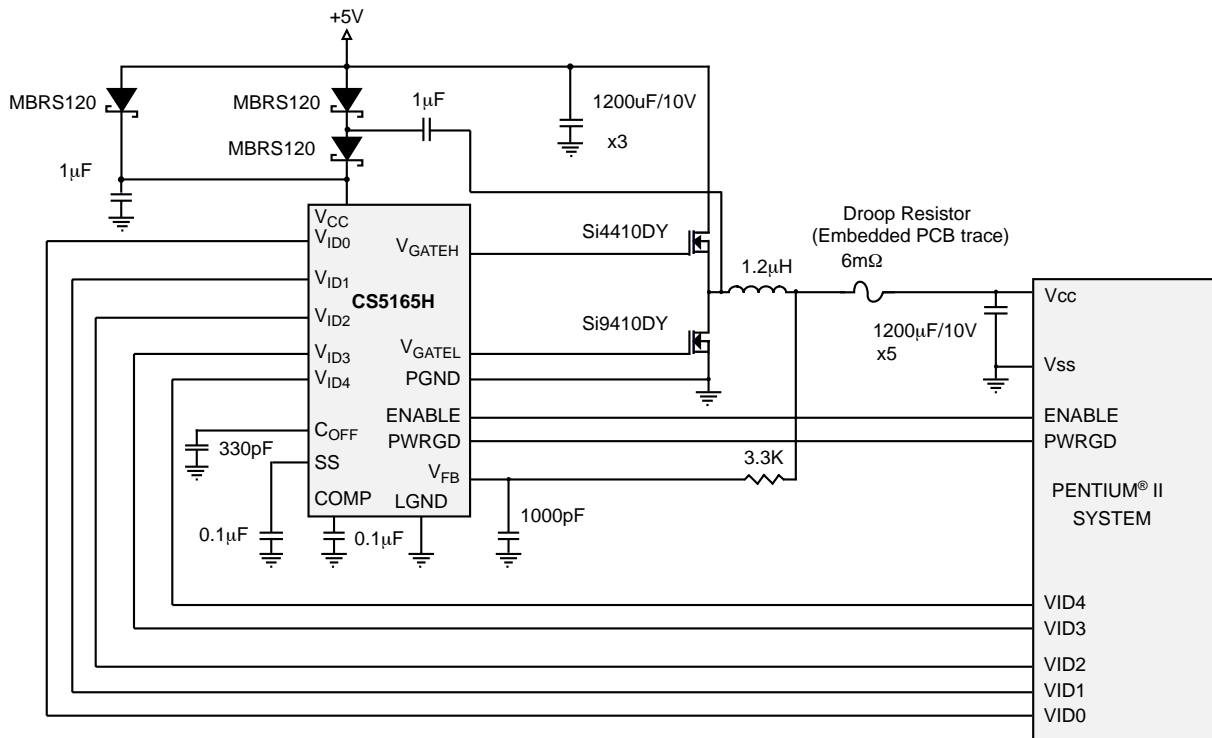 +5V
MBRS120
MBRS120
1μF
1200uF/10V
x3
MBRS120
1μF
Droop Resistor
(Embedded PCB trace)
6mΩ
VCC
VID0
VGATEH
Si4410DY
1.2μH
VID1
CS5165H
Vcc
VID2
Si9410DY
1200μF/10V
x5
VID3
VGATEL
Vss
VID4
PGND
ENABLE
ENABLE
COFF
PWRGD
PWRGD
330pF
SS
VFB
3.3K
COMP
LGND
1000pF
PENTIUM® II
SYSTEM
0.1μF
0.1μF
VID4
VID3
VID2
VID1
VID0